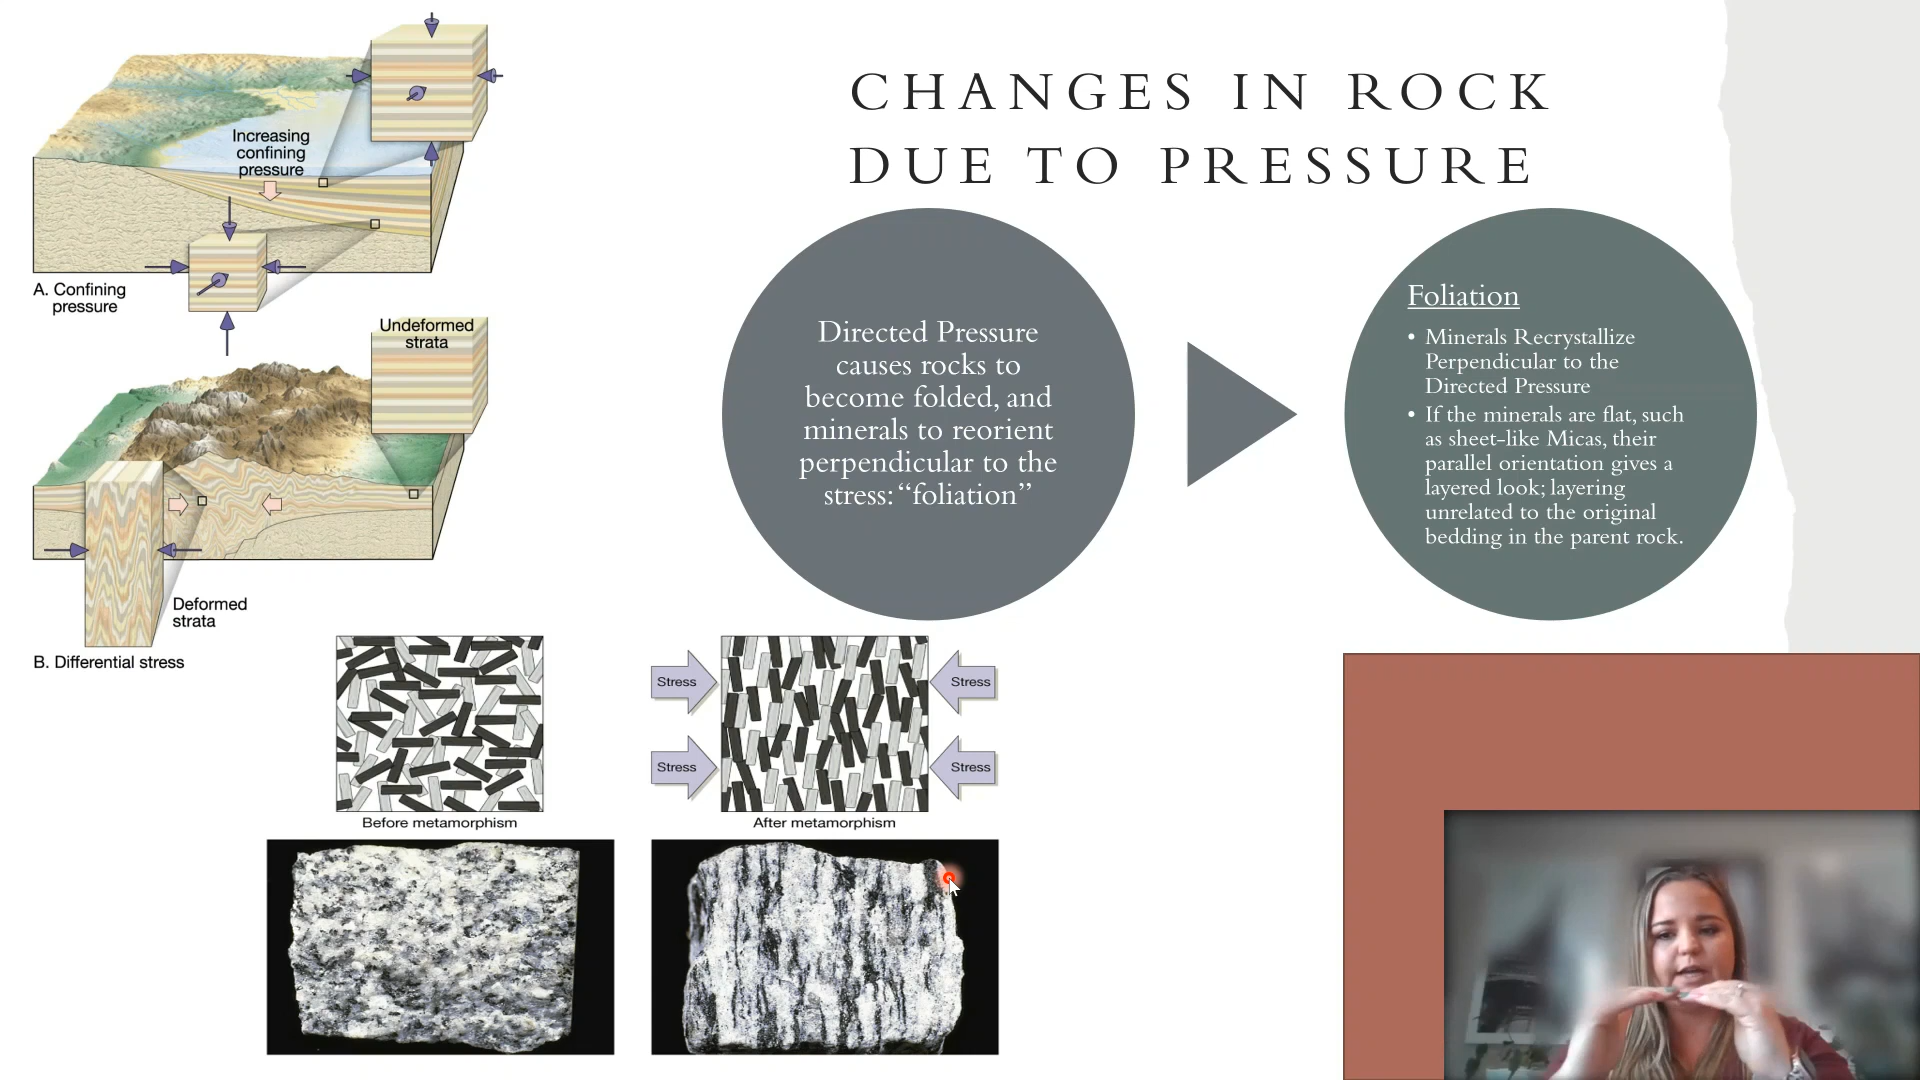 CHANGES IN ROCK
DUE TO PRESSURE
Increasing
confining
pressure
A. Confining
pressure
Undeformed
strata
Deformed
strata
B. Differential stress
Directed Pressure
causes rocks to
become folded, and
minerals to reorient
perpendicular to the
stress: “foliation”
Foliation
• Minerals Recrystallize
Perpendicular to the
Directed Pressure
• If the minerals are flat, such
as sheet-like Micas, their
parallel orientation gives a
layered look; layering
unrelated to the original
bedding in the parent rock.
Stress
Stress
Stress
Stress
Before metamorphism
After metamorphism